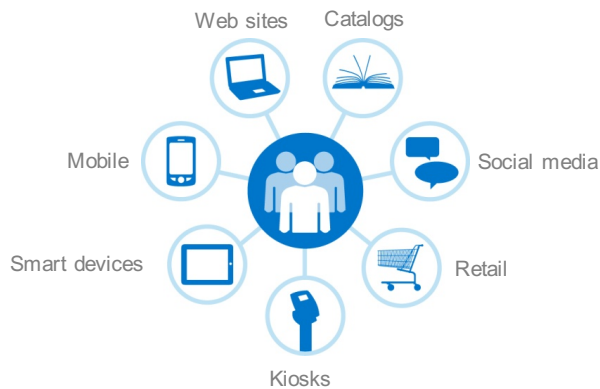 Web sites
Catalogs
Mobile
Social media
Smart devices
Retail
Kiosks